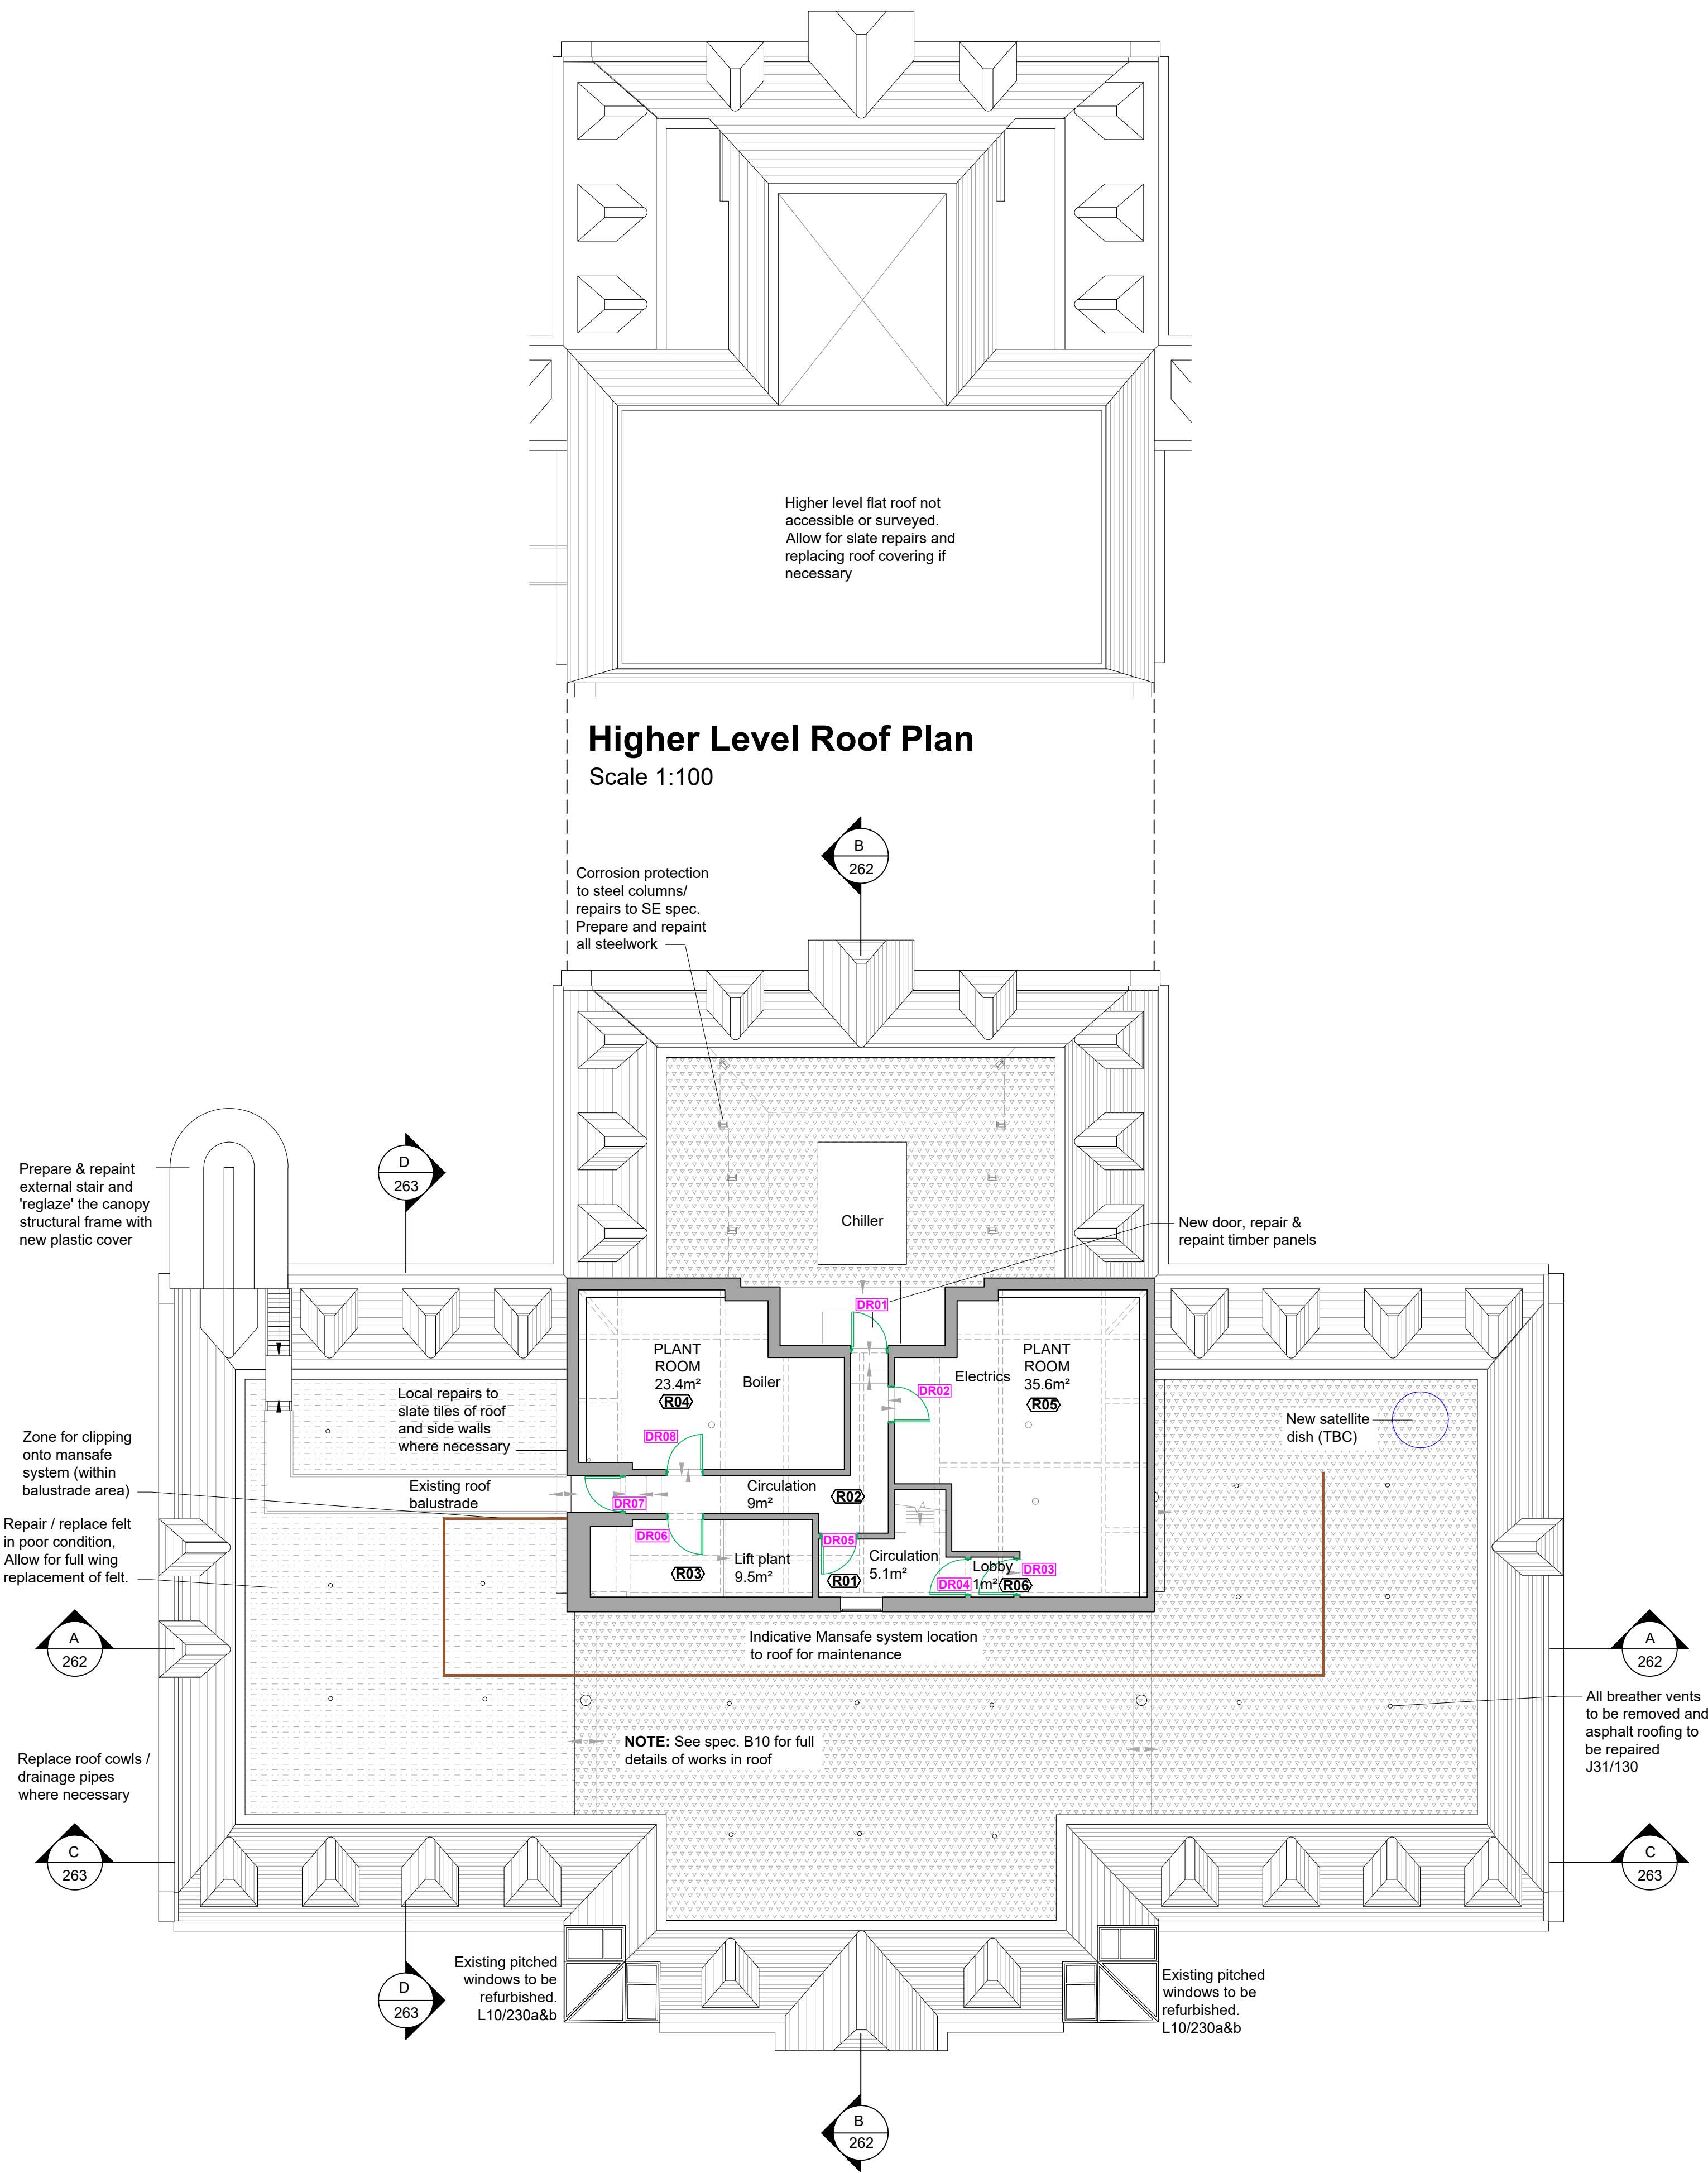 Higher level flat roof not
accessible or surveyed.
Allow for slate repairs and
replacing roof covering if
necessary
Higher Level Roof Plan
Scale 1:100
B
262
Corrosion protection
to steel columns/
repairs to SE spec.
Prepare and repaint
all steelwork
D
263
Prepare & repaint
external stair and
'reglaze' the canopy
structural frame with
new plastic cover
Chiller
New door, repair &
repaint timber panels
DR01
PLANT
ROOM
23.4m²
R04
Boiler
DR02
Electrics
PLANT
ROOM
35.6m²
R05
Local repairs to
slate tiles of roof
and side walls
where necessary
New satellite
dish (TBC)
DR08
Zone for clipping
onto mansafe
system (within
balustrade area)
Existing roof
balustrade
DR07
Circulation
9m²
R02
Repair / replace felt
in poor condition,
Allow for full wing
replacement of felt.
DR06
DR05
Lift plant
9.5m²
R03
R01
Circulation
5.1m²
DR04
Lobby
1m²
R06
DR03
A
262
Indicative Mansafe system location
to roof for maintenance
A
262
All breather vents
to be removed and
asphalt roofing to
be repaired
J31/130
NOTE: See spec. B10 for full
details of works in roof
Replace roof cowls /
drainage pipes
where necessary
C
263
C
263
Existing pitched
windows to be
refurbished.
L10/230a&b
D
263
Existing pitched
windows to be
refurbished.
L10/230a&b
B
262